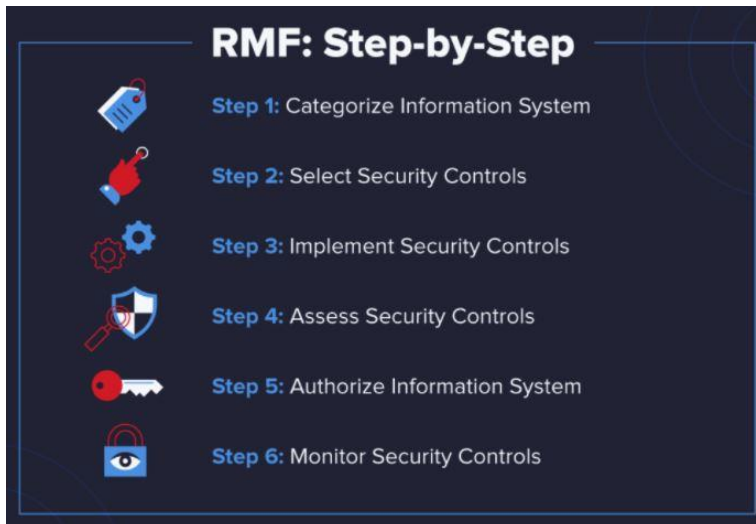 RMF: Step-by-Step
Step 1: Categorize Information System
Step 2: Select Security Controls
Step 3: Implement Security Controls
Step 4: Assess Security Controls
Step 5: Authorize Information System
Step 6: Monitor Security Controls